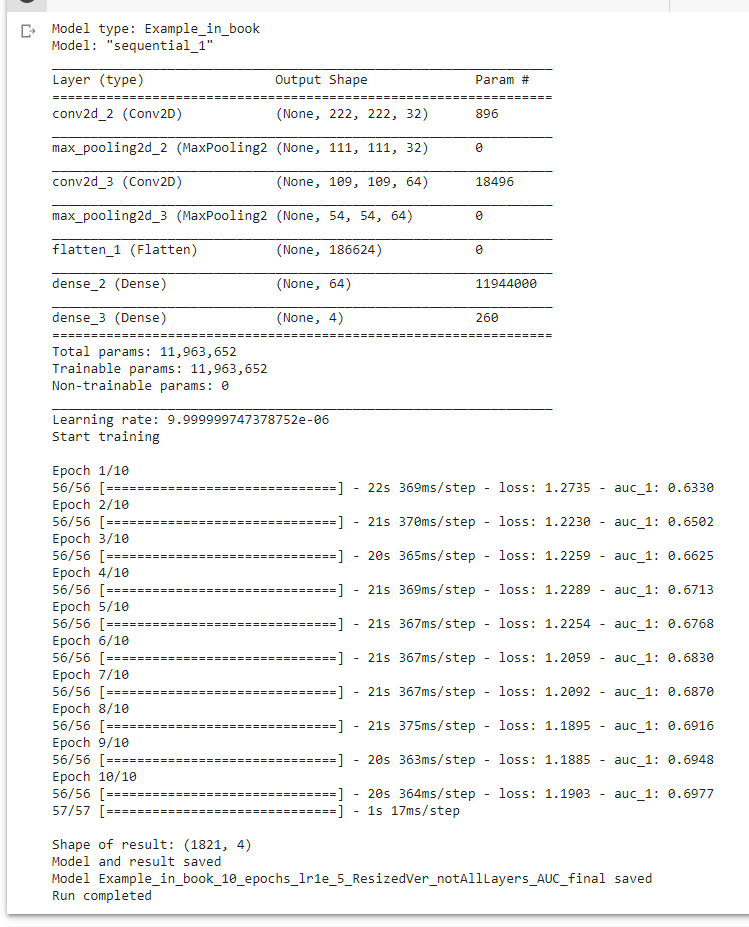 Model type: Example_in_book
Model: "sequential_1"
_________________________________________________________________
Layer (type)                 Output Shape              Param #
=================================================================
conv2d_2 (Conv2D)            (None, 222, 222, 32)      896
_________________________________________________________________
max_pooling2d_2 (MaxPooling2 (None, 111, 111, 32)      0
_________________________________________________________________
conv2d_3 (Conv2D)            (None, 109, 109, 64)      18496
_________________________________________________________________
max_pooling2d_3 (MaxPooling2 (None, 54, 54, 64)        0
_________________________________________________________________
flatten_1 (Flatten)          (None, 186624)            0
_________________________________________________________________
dense_2 (Dense)              (None, 64)                11944000
_________________________________________________________________
dense_3 (Dense)              (None, 4)                 260
=================================================================
Total params: 11,963,652
Trainable params: 11,963,652
Non-trainable params: 0
_________________________________________________________________
Learning rate: 9.999999747378752e-06
Start training
Epoch 1/10
56/56 [==============================] - 22s 369ms/step - loss: 1.2735 - auc_1: 0.6330
Epoch 2/10
56/56 [==============================] - 21s 370ms/step - loss: 1.2230 - auc_1: 0.6502
Epoch 3/10
56/56 [==============================] - 20s 365ms/step - loss: 1.2259 - auc_1: 0.6625
Epoch 4/10
56/56 [==============================] - 21s 369ms/step - loss: 1.2289 - auc_1: 0.6713
Epoch 5/10
56/56 [==============================] - 21s 367ms/step - loss: 1.2254 - auc_1: 0.6768
Epoch 6/10
56/56 [==============================] - 21s 367ms/step - loss: 1.2059 - auc_1: 0.6830
Epoch 7/10
56/56 [==============================] - 21s 367ms/step - loss: 1.2092 - auc_1: 0.6870
Epoch 8/10
56/56 [==============================] - 21s 375ms/step - loss: 1.1895 - auc_1: 0.6916
Epoch 9/10
56/56 [==============================] - 20s 363ms/step - loss: 1.1885 - auc_1: 0.6948
Epoch 10/10
56/56 [==============================] - 20s 364ms/step - loss: 1.1903 - auc_1: 0.6977
57/57 [==============================] - 1s 17ms/step
Shape of result: (1821, 4)
Model and result saved
Model Example_in_book_10_epochs_lr1e_5_ResizedVer_notAllLayers_AUC_final saved
Run completed